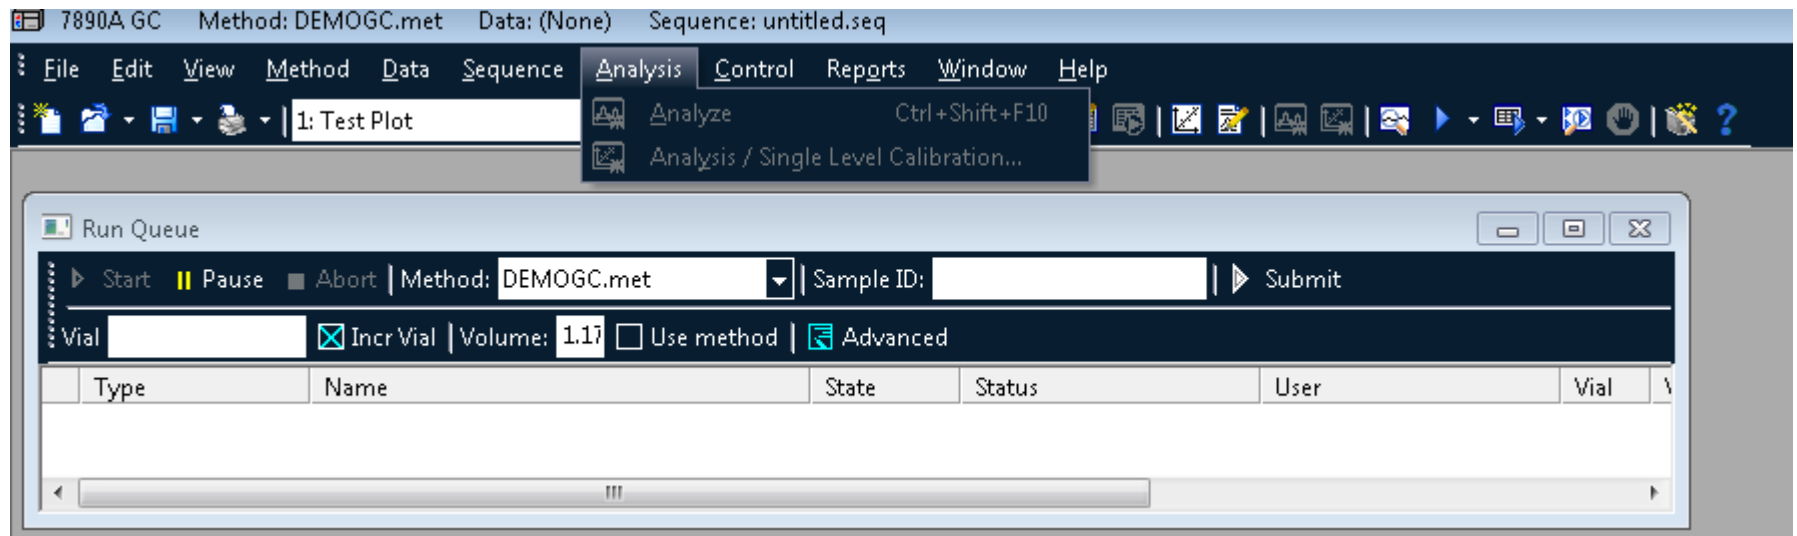 7890A GC Method: DEMOGC.met Data: (None) Sequence: untitled.seq
File Edit View Method Data Sequence Analysis Control Reports Window Help
1: Test Plot
Analyze Ctrl+Shift+F10
Analysis / Single Level Calibration...
Run Queue
Start Pause Abort Method: DEMOGC.met Sample ID: Submit
Vial Incr Vial Volume: 1.17 Use method Advanced
Type Name State Status User Vial